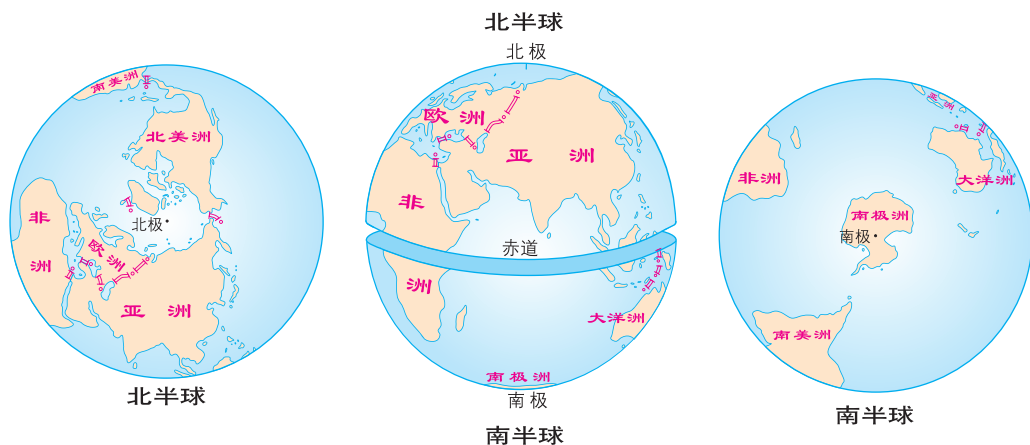 南美洲
北美洲
北极
非
洲
欧洲
亚洲
北半球
北半球
北极
欧洲
亚洲
非
赤道
洲
大洋洲
南极洲
南极
南半球
亚洲
非洲
大洋洲
南极洲
南极
南美洲
南半球